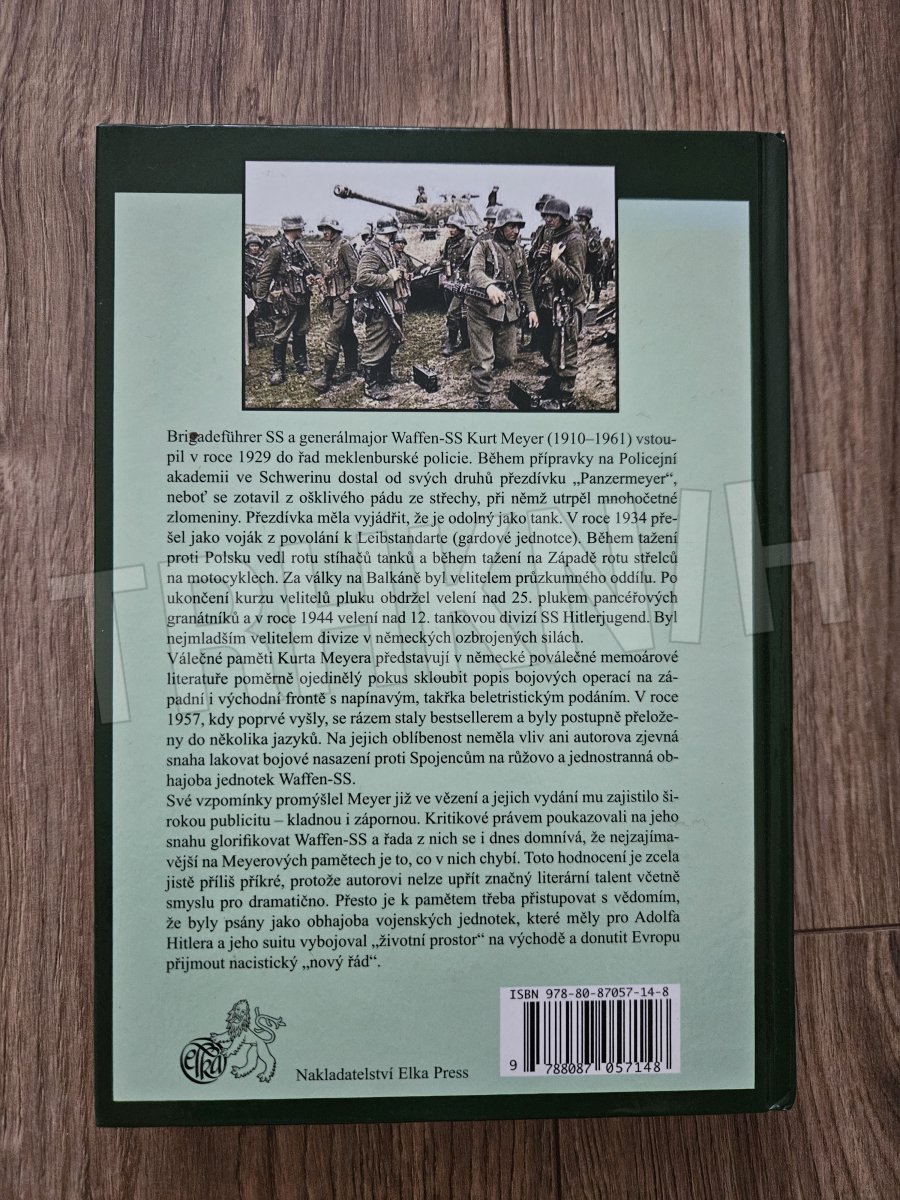 Brigadeführer SS a generálmajor Waffen-SS Kurt Meyer (1910–1961) vstou-
pil v roce 1929 do řad meklenburské policie. Během přípravky na Policejní
akademii ve Schwerinu dostal od svých druhů přezdívku „Panzermeyer“,
neboť se zotavil z ošklivého pádu ze střechy, při němž utrpěl mnohočetné
zlomeniny. Přezdívka měla vyjádřit, že je odolný jako tank. V roce 1934 pře-
šel jako voják z povolání k Leibstandarte (gardové jednotce). Během tažení
proti Polsku vedl rotu stíhačů tanků a během tažení na Západě rotu střelců
na motocyklech. Za války na Balkáně byl velitelem průzkumného oddílu. Po
ukončení kurzu velitelů pluku obdržel velení nad 25. plukem pancéřových
granátníků a v roce 1944 velení nad 12. tankovou divizí SS Hitlerjugend. Byl
nejmladším velitelem divize v německých ozbrojených silách.
Válečné paměti Kurta Meyera představují v německé poválečné memoárové
literatuře poměrně ojedinělý pokus skloubit popis bojových operací na zá-
padní i východní frontě s napínavým, takřka beletristickým podáním. V roce
1957, kdy poprvé vyšly, se rázem staly bestsellerem a byly postupně přelože-
ny do několika jazyků. Na jejich oblíbenost neměla vliv ani autorova zjevná
snaha lakovat bojové nasazení proti Spojencům na růžovo a jednostranná ob-
hajoba jednotek Waffen-SS.
Své vzpomínky promýšlel Meyer již ve vězení a jejich vydání mu zajistilo ši-
rokou publicitu – kladnou i zápornou. Kritikové právem poukazovali na jeho
snahu glorifikovat Waffen-SS a řada z nich se i dnes domnívá, že nejzajíma-
vější na Meyerových pamětech je to, co v nich chybí. Toto hodnocení je zcela
jistě příliš příkré, protože autorovi nelze upřít značný literární talent včetně
smyslu pro dramatično. Přesto je k pamětem třeba přistupovat s vědomím,
že byly psány jako obhajoba vojenských jednotek, které měly pro Adolfa
Hitlera a jeho suitu vybojoval „životní prostor“ na východě a donutit Evropu
přijmout nacistický „nový řád“.
ISBN 978-80-87057-14-8
9 788087 057148
elka
Nakladatelství Elka Press
TRHKNIH